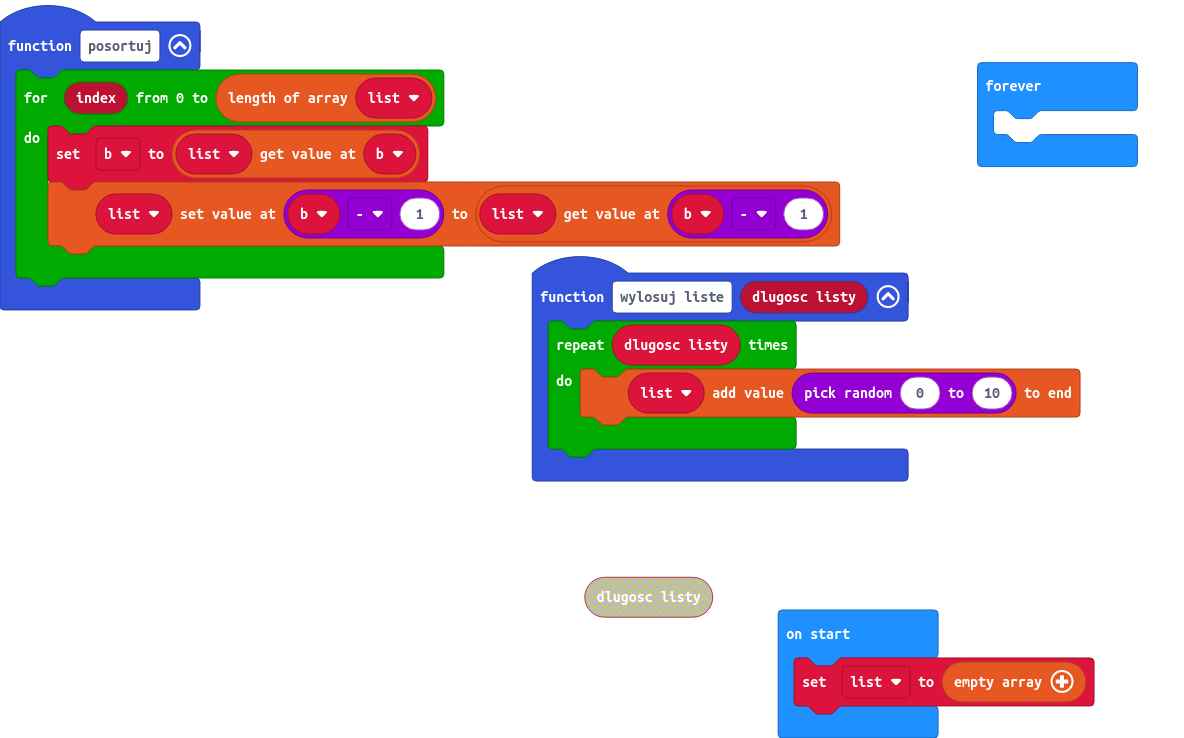 function posortuj
for index from 0 to length of array list
do
set b to list get value at b
list set value at b - 1 to list get value at b - 1
forever
function wylosuj liste dlugosc listy
repeat dlugosc listy times
do
list add value pick random 0 to 10 to end
dlugosc listy
on start
set list to empty array